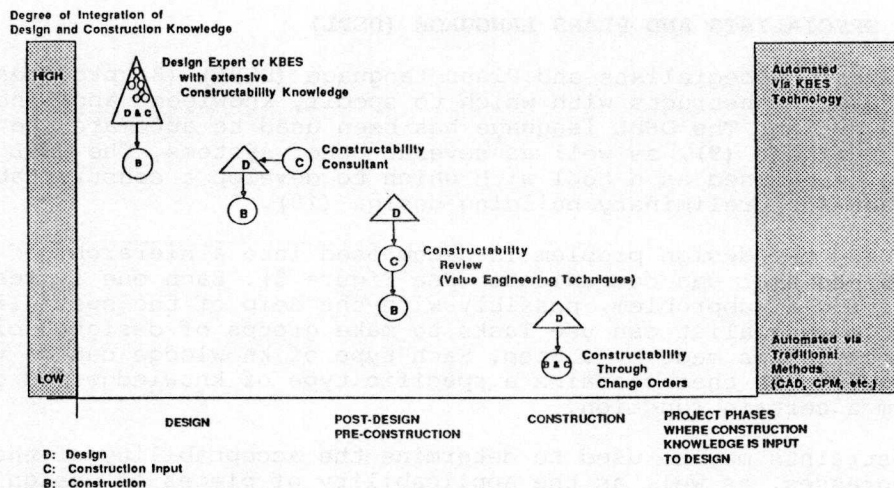 Degree of Integration of
Design and Construction Knowledge
HIGH
LOW
D & C
B
Design Expert or KBES
with extensive
Constructability Knowledge
D
C
B
Constructability
Consultant
D
C
B
Constructability
Review
(Value Engineering Techniques)
D
B & C
Constructability
Through
Change Orders
Automated
Via KBES
Technology
Automated via
Traditional
Methods
(CAD, CPM, etc.)
DESIGN
POST-DESIGN
PRE-CONSTRUCTION
CONSTRUCTION
PROJECT PHASES
WHERE CONSTRUCTION
KNOWLEDGE IS INPUT
TO DESIGN
D: Design
C: Construction Input
B: Construction